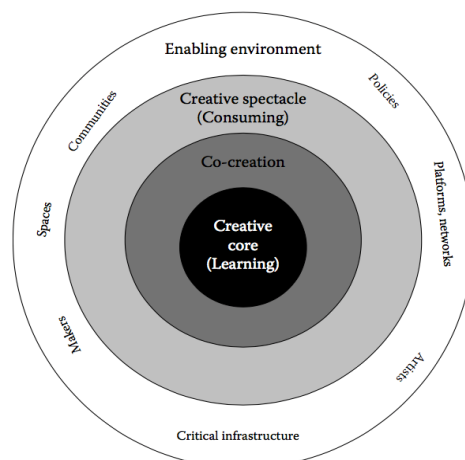 Enabling environment
Policies
Communities
Creative spectacle
(Consuming)
Co-creation
Platforms, networks
Spaces
Creative
core
(Learning)
Makers
Artists
Critical infrastructure